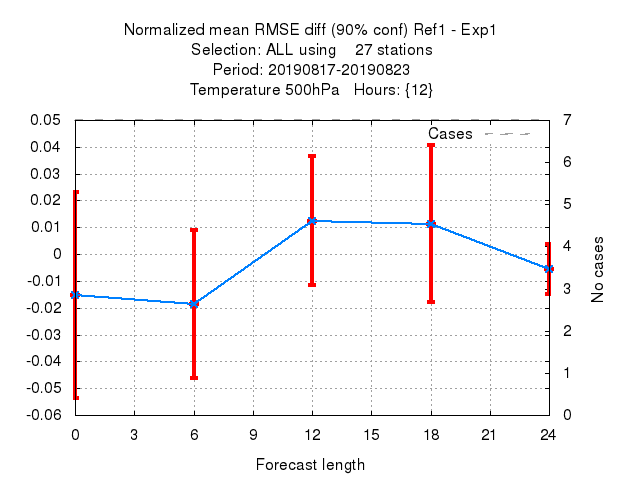 Normalized mean RMSE diff (90% conf) Ref1 - Exp1
Selection: ALL using    27 stations
Period: 20190817-20190823
Temperature 500hPa   Hours: {12}
Cases
0.05
0.04
0.03
0.02
0.01
0
-0.01
-0.02
-0.03
-0.04
-0.05
-0.06
7
6
5
4
3
2
1
0
No cases
0 3 6 9 12 15 18 21 24
Forecast length